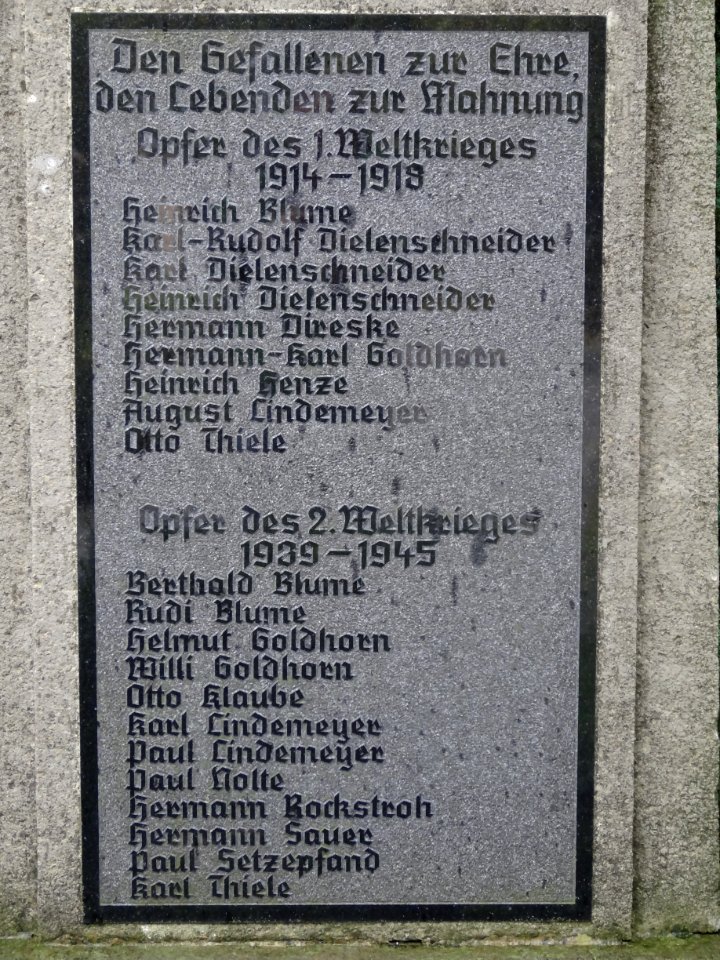 Den Gefallenen zur Ehre,
den Lebenden zur Mahnung
Opfer des 1. Weltkrieges
1914 – 1918
Heinrich Blume
Karl-Rudolf Dielenschneider
Karl Dielenschneider
Heinrich Dielenschneider
Hermann Direske
Hermann-Karl Goldhorn
Heinrich Henze
August Lindemeyer
Otto Thiele
Opfer des 2. Weltkrieges
1939 – 1945
Berthald Blume
Rudi Blume
Helmut Goldhorn
Willi Goldhorn
Otto Klaube
Karl Lindemeyer
Paul Lindemeyer
Paul Nolte
Hermann Rockstroh
Hermann Sauer
Paul Setzepfand
Karl Thiele